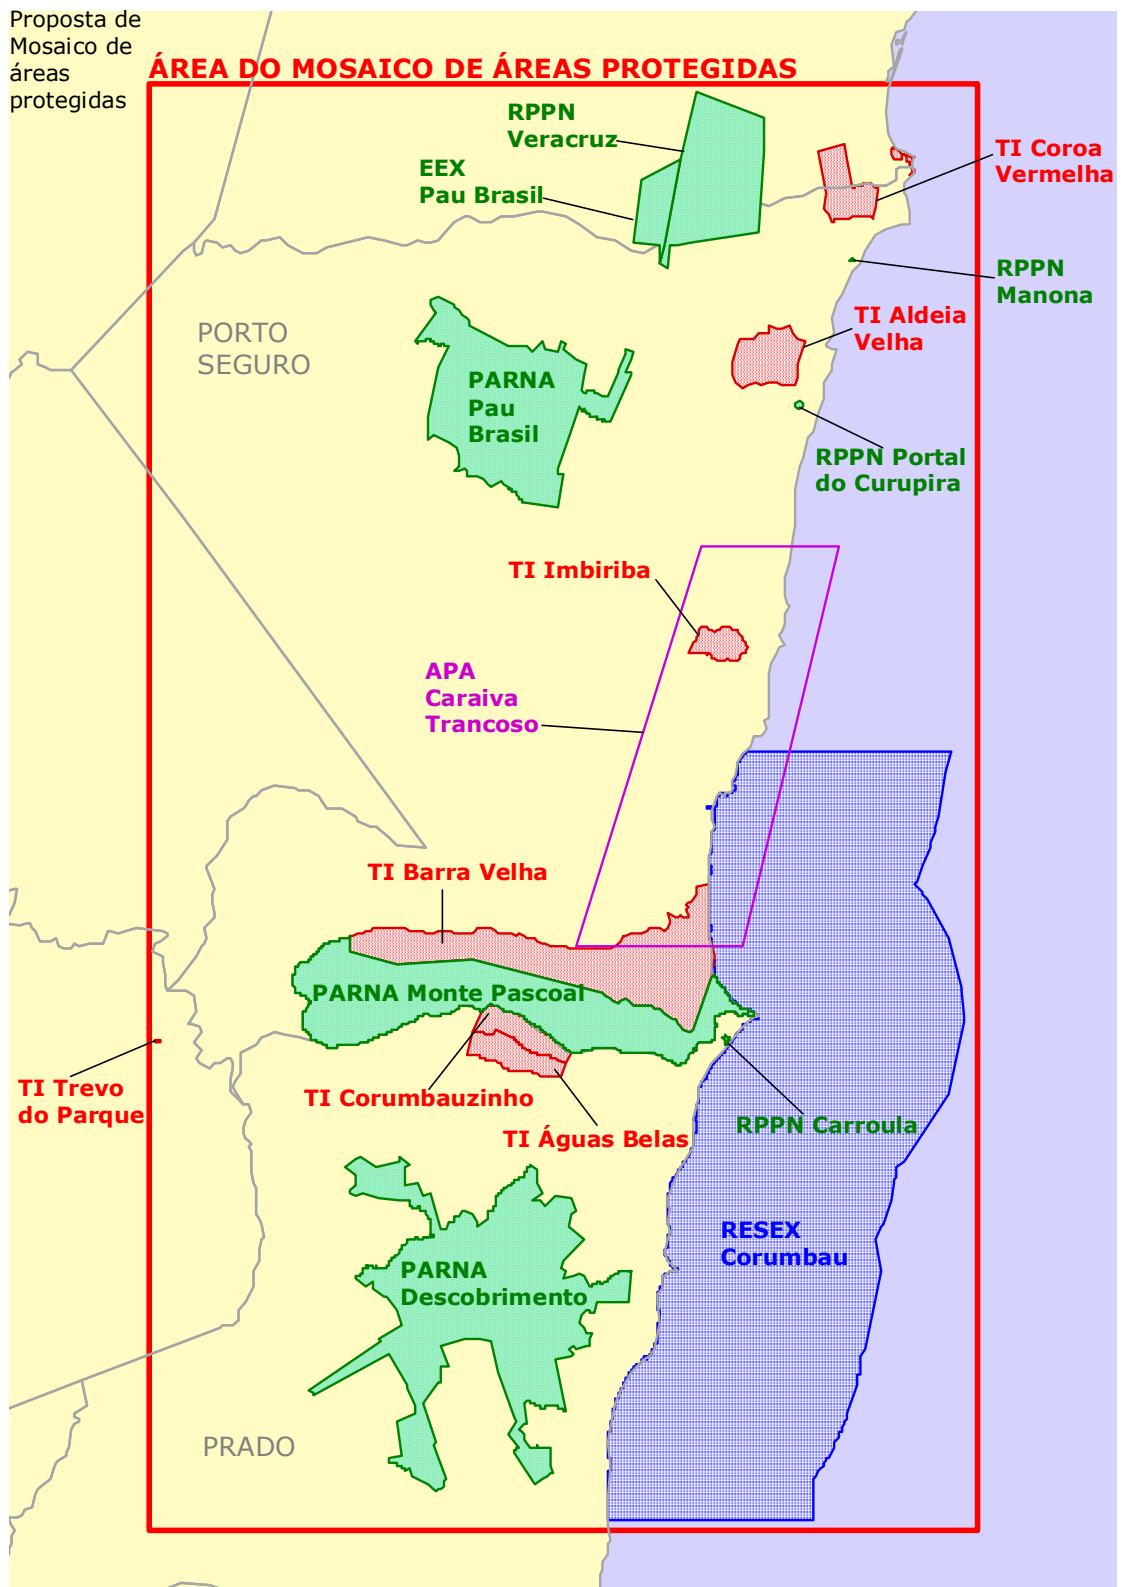 Proposta de
Mosaico de
áreas
protegidas
ÁREA DO MOSAICO DE ÁREAS PROTEGIDAS
RPPN
Veracruz
TI Coroa
Vermelha
EEX
Pau Brasil
RPPN
Manona
TI Aldeia
Velha
PORTO
SEGURO
PARNA
Pau
Brasil
RPPN Portal
do Curupira
TI Imbiriba
APA
Caraiva
Trancoso
TI Barra Velha
PARNA Monte Pascoal
TI Trevo
do Parque
TI Corumbauzinho
TI Águas Belas
RPPN Carroula
RESEX
Corumbau
PARNA
Descobrimento
PRADO